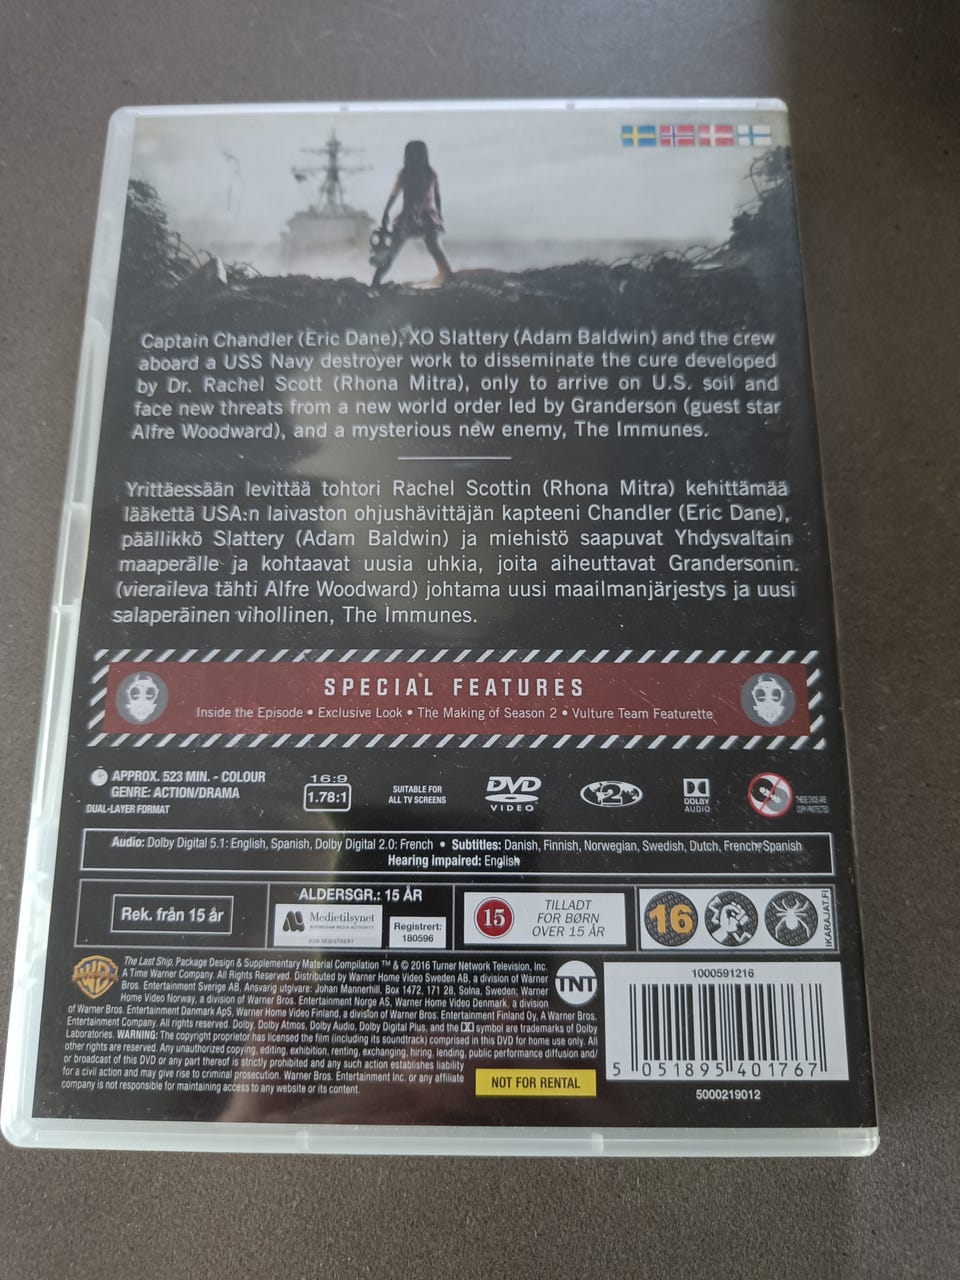 Captain Chandler (Eric Dane), XO Slattery (Adam Baldwin) and the crew
aboard a USS Navy destroyer work to disseminate the cure developed
by Dr. Rachel Scott (Rhona Mitra), only to arrive on U.S. soil and
face new threats from a new world order led by Granderson (guest star
Alfre Woodward), and a mysterious new enemy, The Immunes.
Yrittäessään levittää tohtori Rachel Scottin (Rhona Mitra) kehittämää
lääkettä USA:n laivaston ohjushävittäjän kapteeni Chandler (Eric Dane),
päällikkö Slattery (Adam Baldwin) ja miehistö saapuvat Yhdysvaltain
maaperälle ja kohtaavat uusia uhkia, joita aiheuttavat Grandersonin
(vieraileva tähti Alfre Woodward) johtama uusi maailmanjärjestys ja uusi
salaperäinen vihollinen, The Immunes.
SPECIAL FEATURES
Inside the Episode • Exclusive Look • The Making of Season 2 • Vulture Team Featurette
APPROX. 523 MIN. - COLOUR
GENRE: ACTION/DRAMA
DUAL-LAYER FORMAT
16:9
1.78:1
SUITABLE FOR
ALL TV SCREENS
DVD
VIDEO
2
DOLBY
AUDIO
THESE DVDS ARE
COPY PROTECTED
Audio: Dolby Digital 5.1: English, Spanish, Dolby Digital 2.0: French • Subtitles: Danish, Finnish, Norwegian, Swedish, Dutch, French, Spanish
Hearing impaired: English
Rek. från 15 år
ALDERSGR.: 15 ÅR
Medietilsynet
NORWEGIAN MEDIA AUTHORITY
KUN REGISTRERT
Registrert:
180596
15
TILLADT
FOR BØRN
OVER 15 ÅR
16
IKARAJAT.FI
WB
The Last Ship, Package Design & Supplementary Material Compilation ™ & © 2016 Turner Network Television, Inc.
A Time Warner Company. All Rights Reserved. Distributed by Warner Home Video Sweden AB, a division of Warner
Bros. Entertainment Sverige AB, Ansvarig utgivare: Johan Mannerhill, Box 1472, 171 28, Solna, Sweden; Warner
Home Video Norway, a division of Warner Bros. Entertainment Norge AS, Warner Home Video Denmark, a division
of Warner Bros. Entertainment Danmark ApS, Warner Home Video Finland, a division of Warner Bros. Entertainment Finland Oy, A Warner Bros.
Entertainment Company. All rights reserved. Dolby, Dolby Atmos, Dolby Audio, Dolby Digital Plus, and the symbol are trademarks of Dolby
Laboratories. WARNING: The copyright proprietor has licensed the film (including its soundtrack) comprised in this DVD for home use only. All
other rights are reserved. Any unauthorized copying, editing, exhibition, renting, exchanging, hiring, lending, public performance diffusion and/
or broadcast of this DVD or any part thereof is strictly prohibited and any such action establishes liability
for a civil action and may give rise to criminal prosecution. Warner Bros. Entertainment Inc. or any affiliate
company is not responsible for maintaining access to any website or its content.
TNT
NOT FOR RENTAL
1000591216
5 051895 401767
5000219012